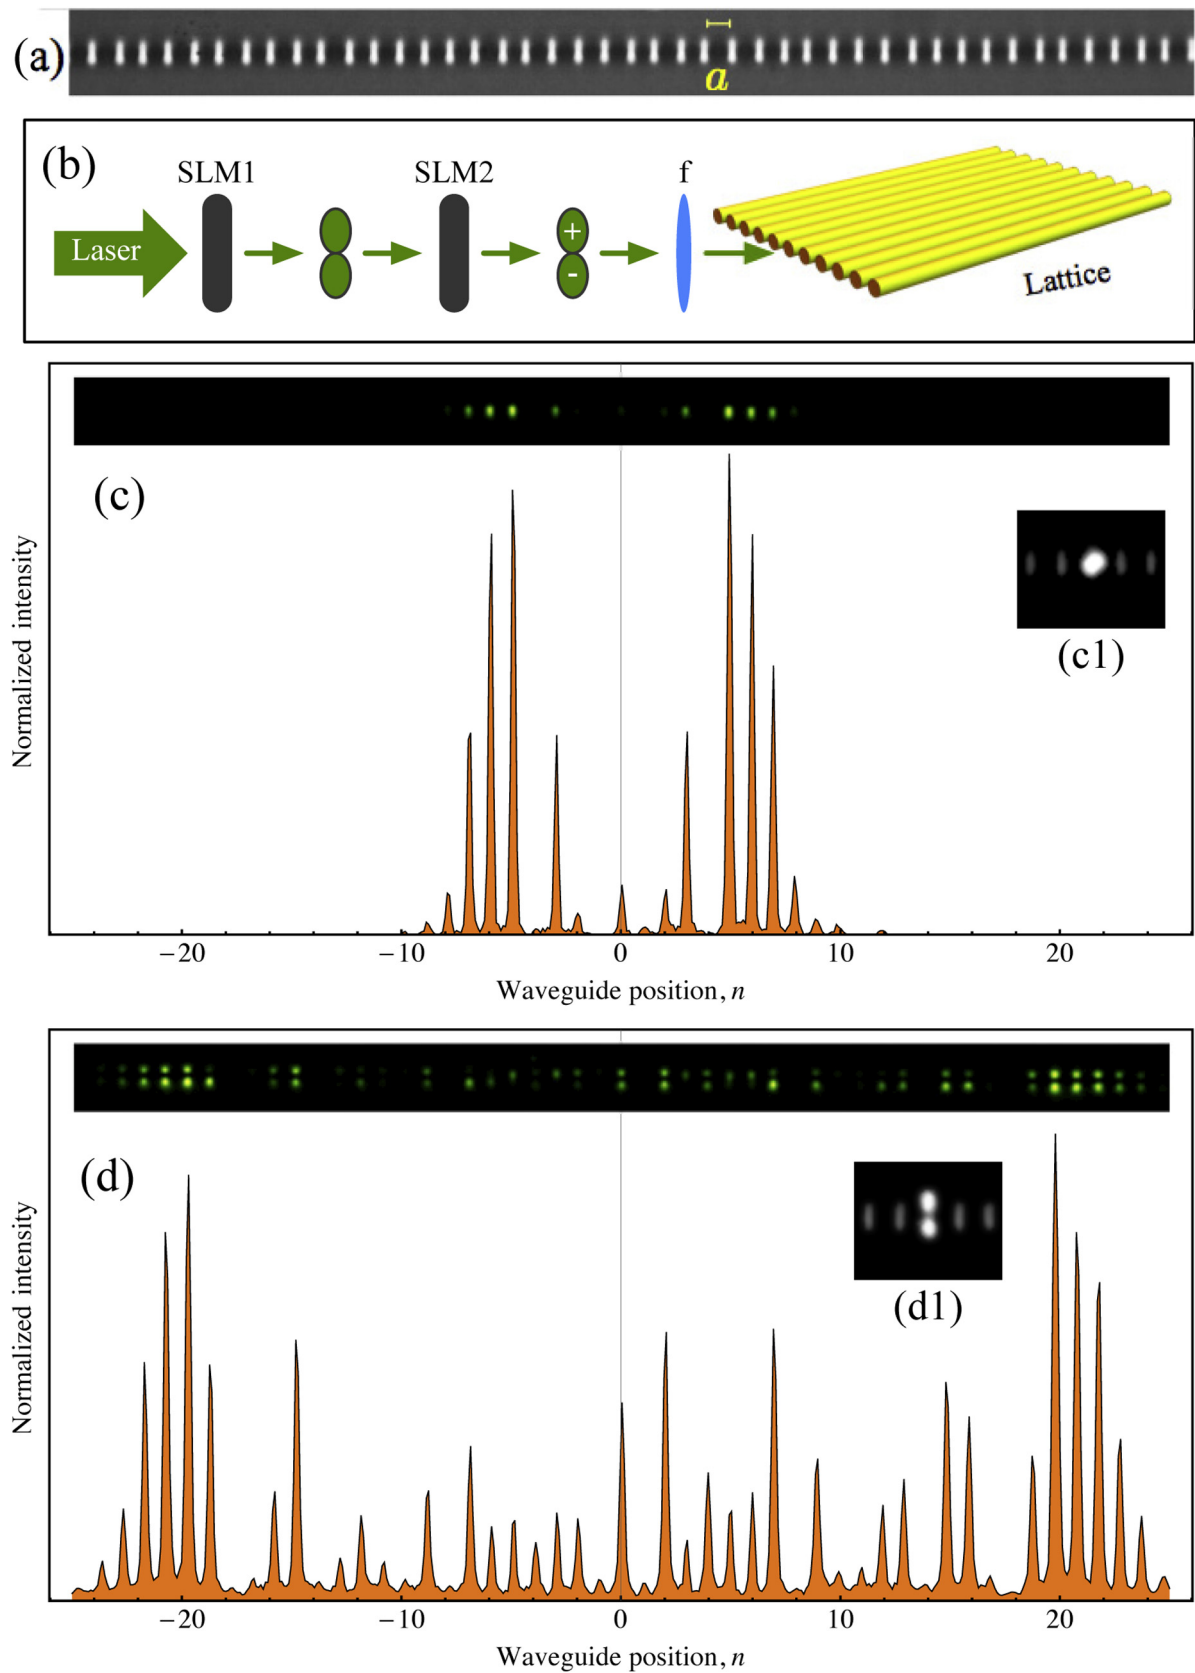 (a)
a
(b)
SLM1
SLM2
f
Laser
+
-
Lattice
(c)
(c1)
Normalized intensity
−20
−10
0
10
20
Waveguide position, n
(d)
(d1)
Normalized intensity
−20
−10
0
10
20
Waveguide position, n